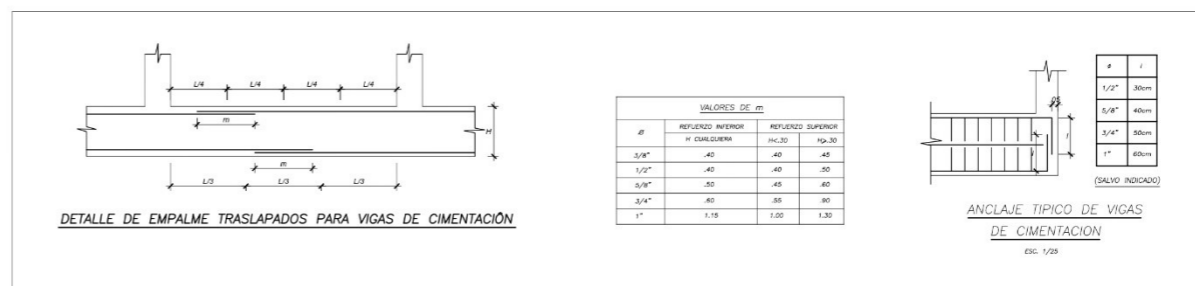 L/4 L/4 L/4 L/4
m
H
m
L/3 L/3 L/3
DETALLE DE EMPALME TRASLAPADOS PARA VIGAS DE CIMENTACIÓN
VALORES DE m
Ø REFUERZO INFERIOR REFUERZO SUPERIOR
H CUALQUIERA H<.30 H>.30
3/8" .40 .40 .45
1/2" .40 .40 .50
5/8" .50 .45 .60
3/4" .60 .55 .80
1" 1.15 1.00 1.30
.05
l
l
ø l
1/2" 30cm
5/8" 40cm
3/4" 50cm
1" 60cm
(SALVO INDICADO)
ANCLAJE TIPICO DE VIGAS
DE CIMENTACION
ESC. 1/25